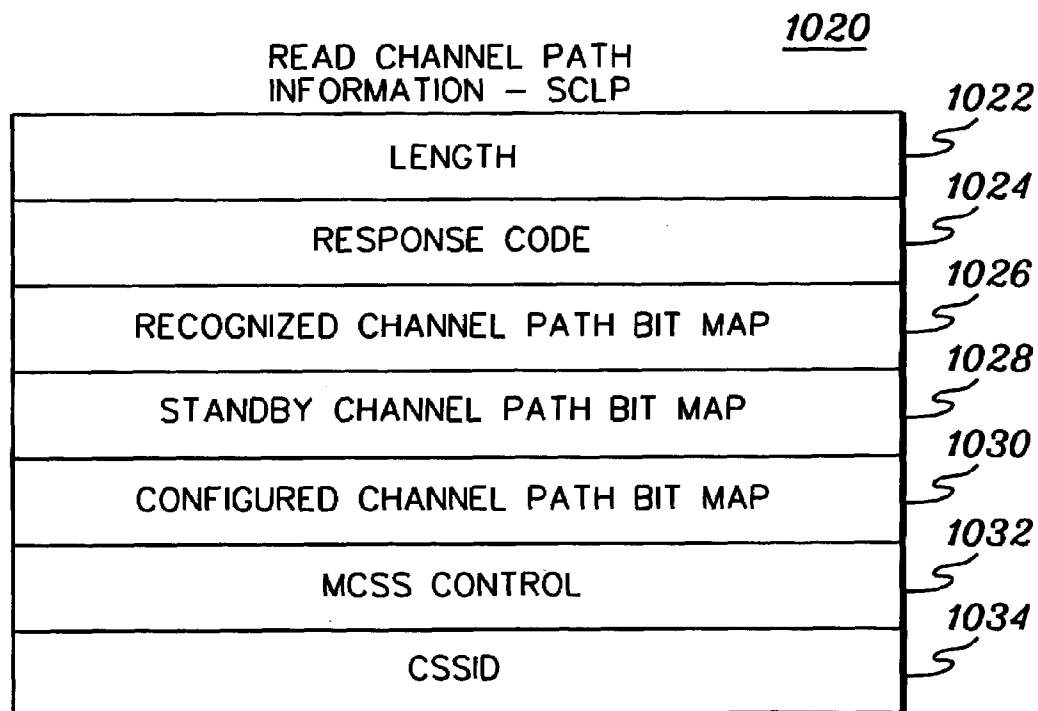 1020
READ CHANNEL PATH
INFORMATION – SCLP
1022
LENGTH
1024
RESPONSE CODE
1026
RECOGNIZED CHANNEL PATH BIT MAP
1028
STANDBY CHANNEL PATH BIT MAP
1030
CONFIGURED CHANNEL PATH BIT MAP
1032
MCSS CONTROL
1034
CSSID